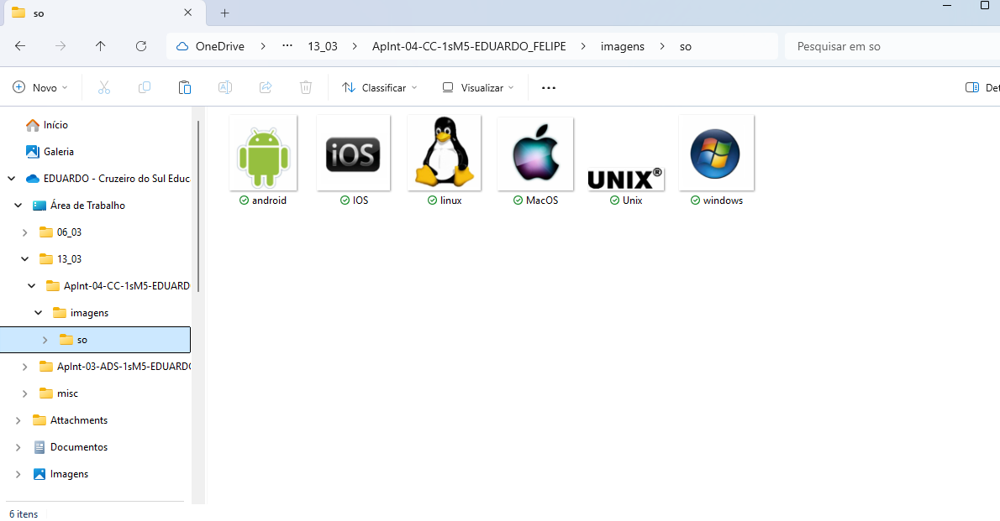 so
OneDrive
13_03
ApInt-04-CC-1sM5-EDUARDO_FELIPE
imagens
so
Pesquisar em so
Novo
Classificar
Visualizar
Det
Início
Galeria
EDUARDO - Cruzeiro do Sul Educa
Área de Trabalho
06_03
13_03
ApInt-04-CC-1sM5-EDUARD
imagens
so
ApInt-03-ADS-1sM5-EDUARDO
misc
Attachments
Documentos
Imagens
iOS
UNIX®
android
IOS
linux
MacOS
Unix
windows
6 itens